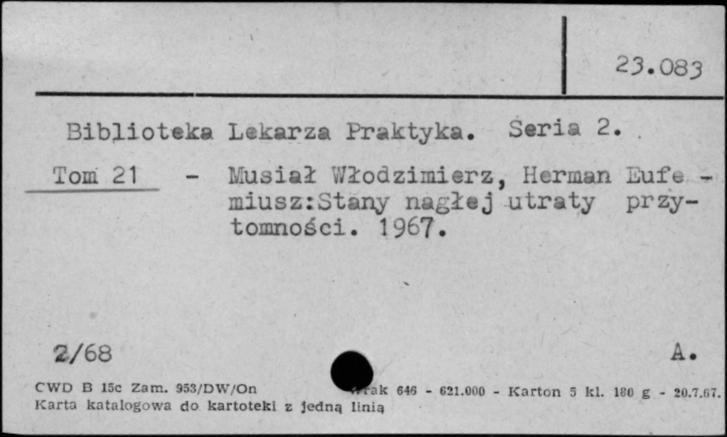 23.083
Biblioteka Lekarza Praktyka. Seria 2.
Tom 21 - Musiał Włodzimierz, Herman Eufe -
miusz:Stany nagłej utraty przy-
tomności. 1967.
2/68 A.
CWD B 15c Zam. 953/DW/On rak 646 - 621.000 - Karton 5 kl. 180 g - 20.7.67.
Karta katalogowa do kartoteki z jedną linią